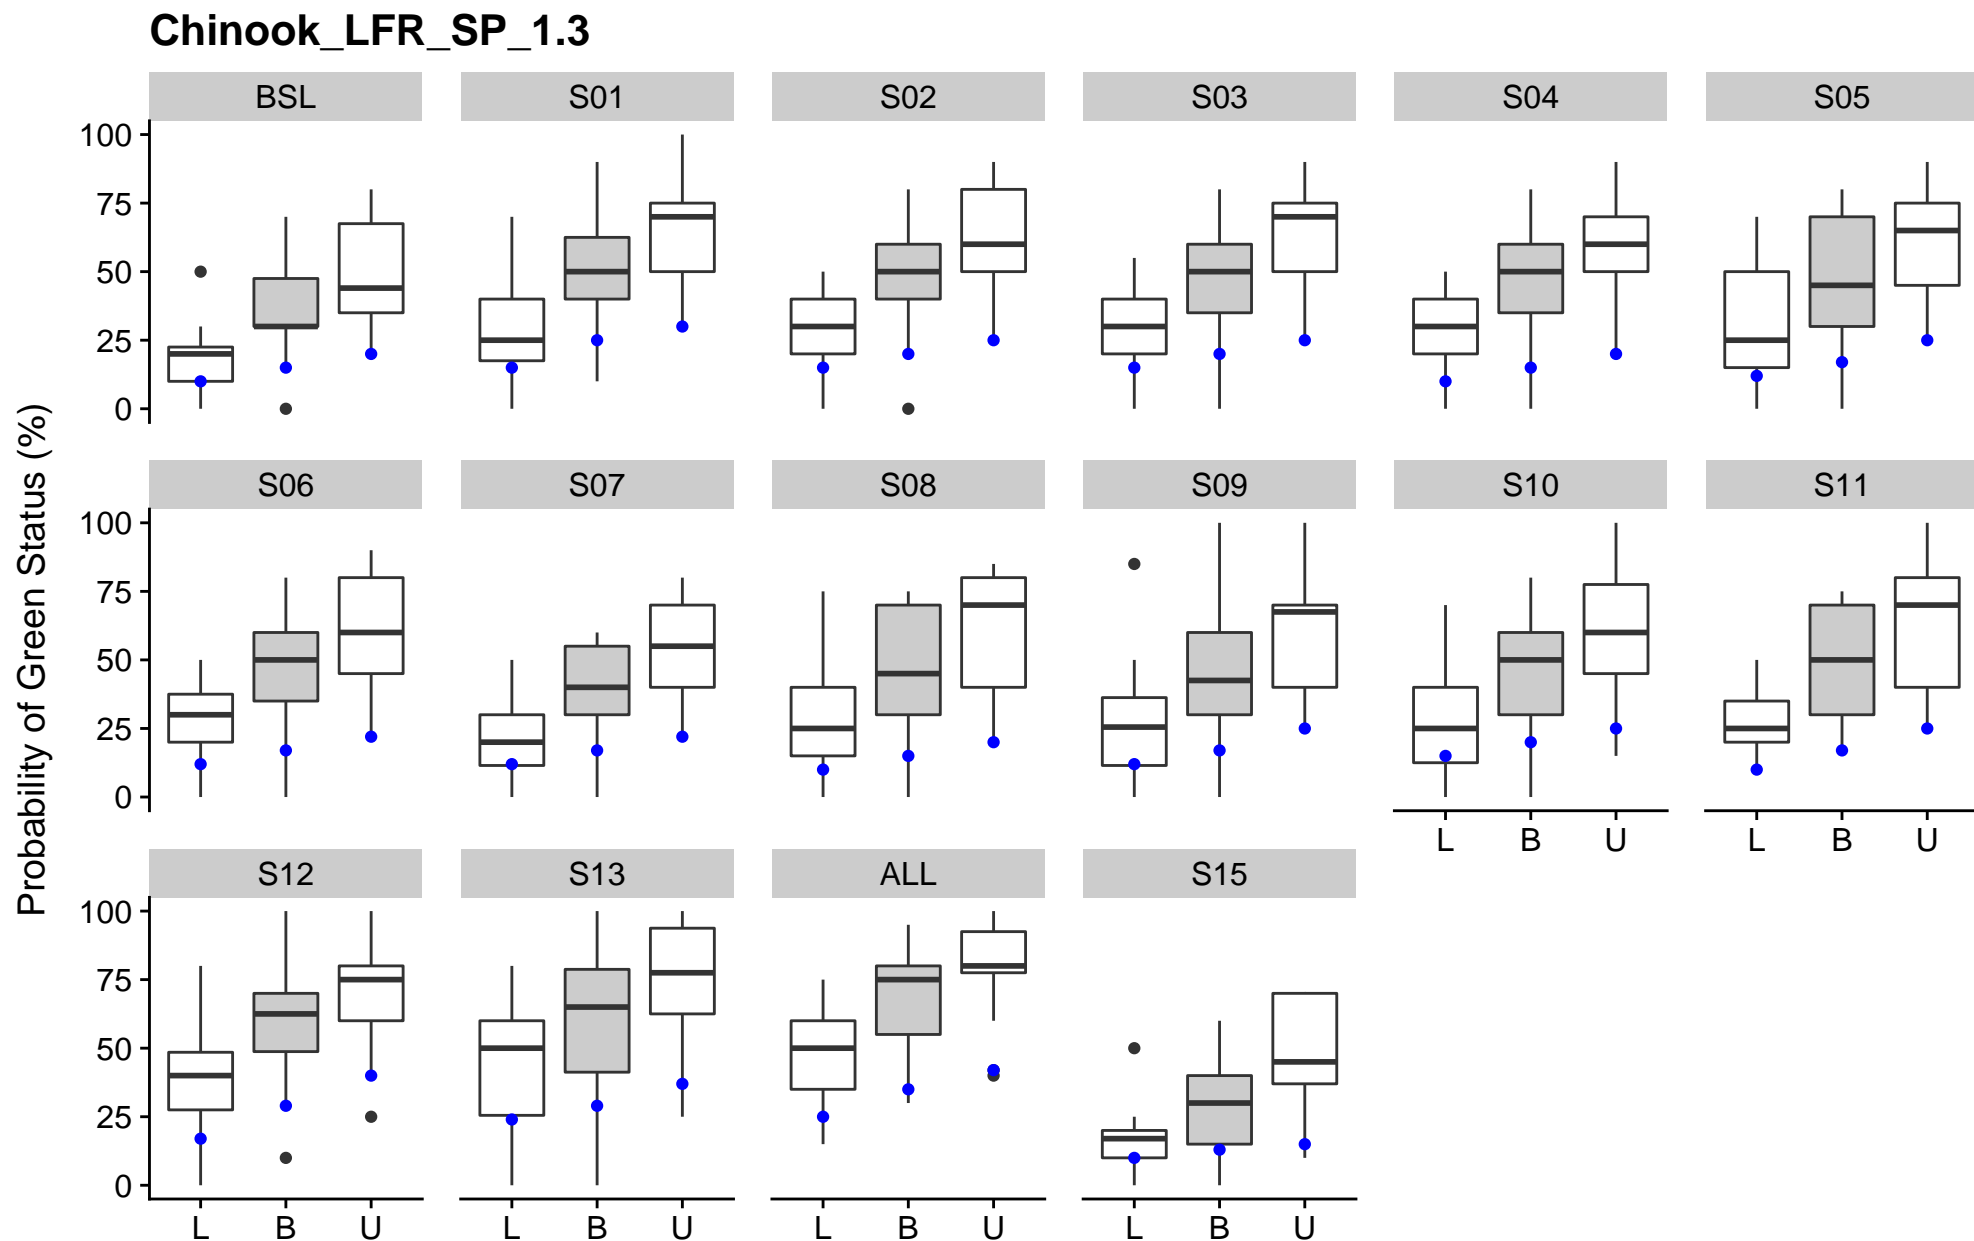 Chinook_LFR_SP_1.3
BSL S01 S02 S03 S04 S05
100
75
50
25
0
S06 S07 S08 S09 S10 S11
100
75
50
25
0
L B U L B U
S12 S13 ALL S15
100
75
50
25
0
L B U L B U L B U L B U
Probability of Green Status (%)